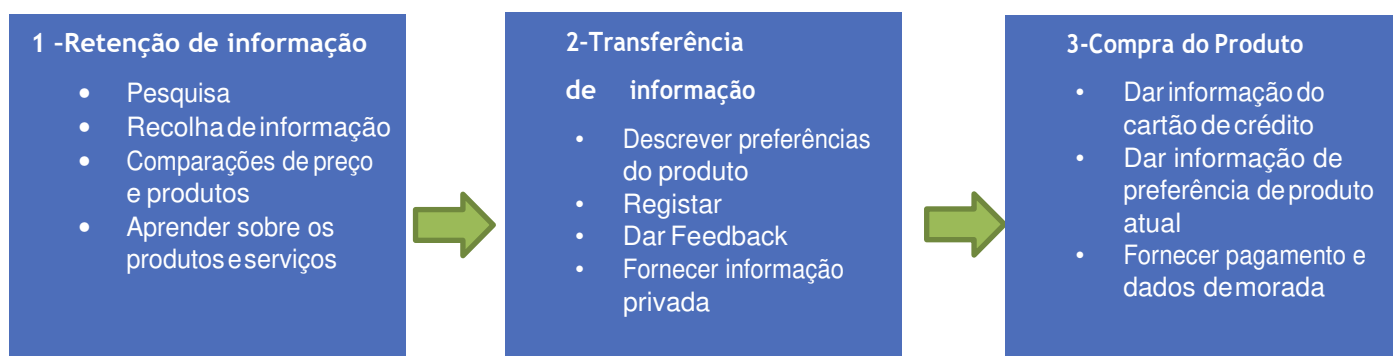 1 –Retenção de informação
• Pesquisa
• Recolha de informação
• Comparações de preço
e produtos
• Aprender sobre os
produtos e serviços
2-Transferência
de informação
• Descrever preferências
do produto
• Registar
• Dar Feedback
• Fornecer informação
privada
3-Compra do Produto
• Dar informação do
cartão de crédito
• Dar informação de
preferência de produto
atual
• Fornecer pagamento e
dados de morada